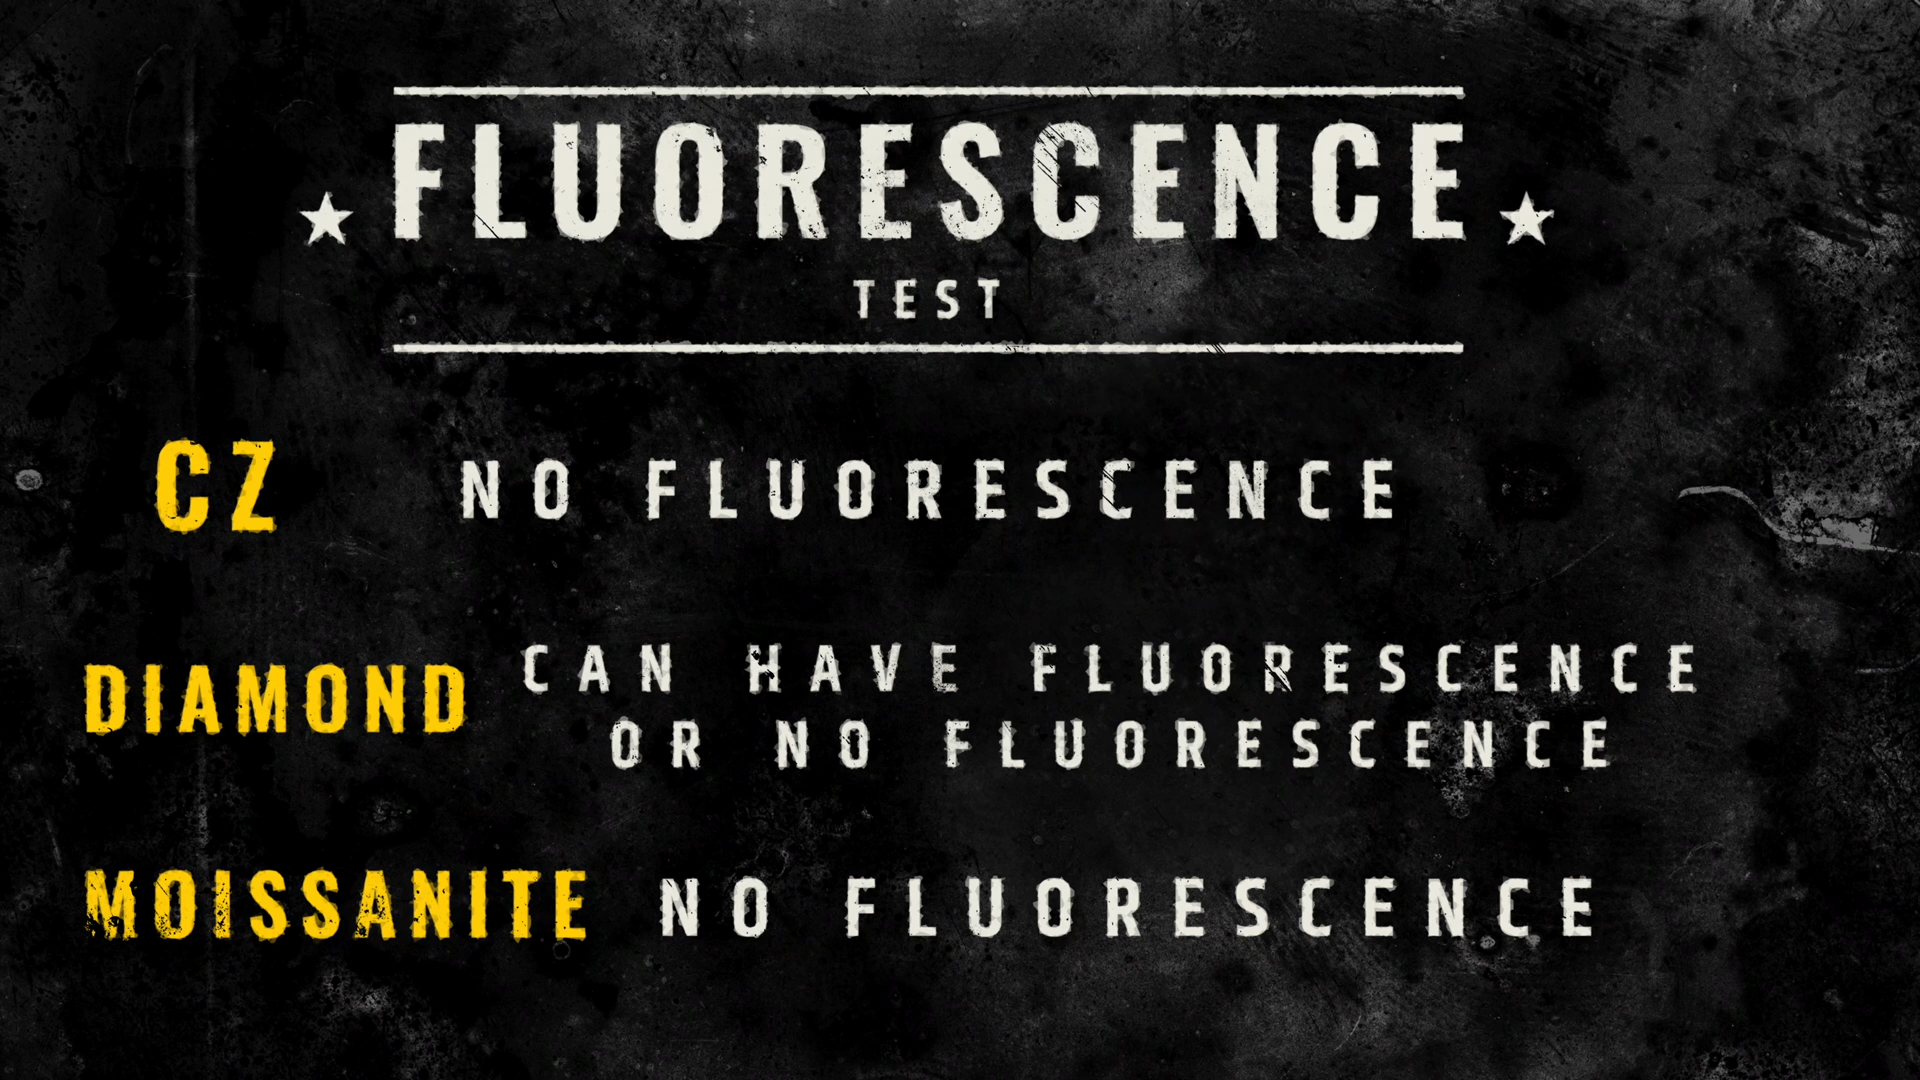 FLUORESCENCE
TEST
CZ NO FLUORESCENCE
DIAMOND CAN HAVE FLUORESCENCE
OR NO FLUORESCENCE
MOISSANITE NO FLUORESCENCE